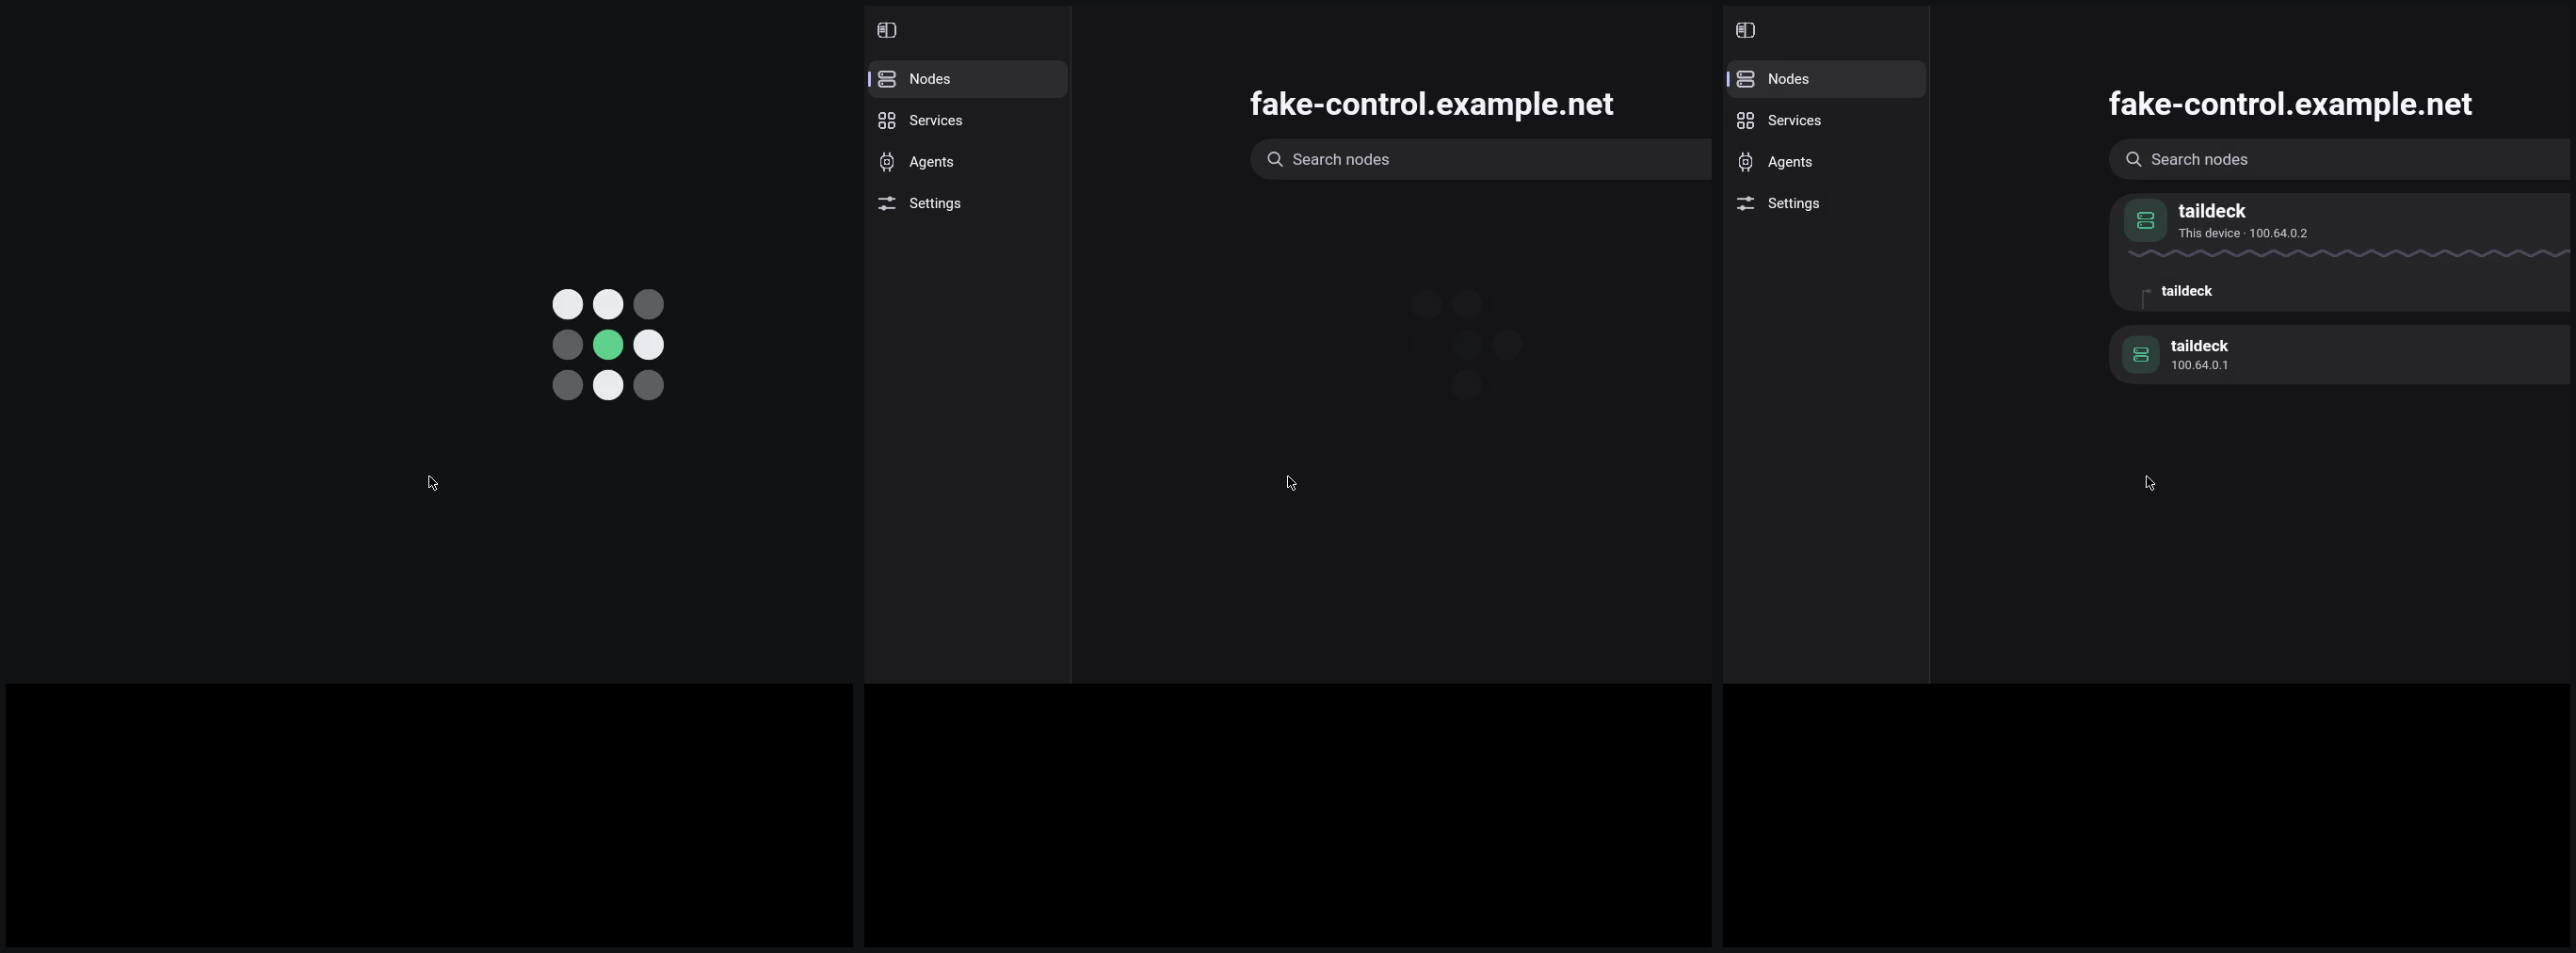 Nodes
Services
Agents
Settings
fake-control.example.net
Search nodes
Nodes
Services
Agents
Settings
fake-control.example.net
Search nodes
taildeck
This device · 100.64.0.2
taildeck
taildeck
100.64.0.1